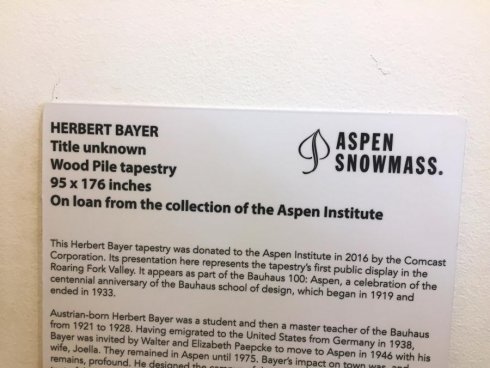 HERBERT BAYER
Title unknown
Wood Pile tapestry
95 x 176 inches
On loan from the collection of the Aspen Institute
ASPEN
SNOWMASS.
This Herbert Bayer tapestry was donated to the Aspen Institute in 2016 by the Comcast
Corporation. Its presentation here represents the tapestry's first public display in the
Roaring Fork Valley. It appears as part of the Bauhaus 100: Aspen, a celebration of the
centennial anniversary of the Bauhaus school of design, which began in 1919 and
ended in 1933.
Austrian-born Herbert Bayer was a student and then a master teacher of the Bauhaus
from 1921 to 1928. Having emigrated to the United States from Germany in 1938,
Bayer was invited by Walter and Elizabeth Paepcke to move to Aspen in 1946 with his
wife, Joella. They remained in Aspen until 1975. Bayer's impact on town was, and
remains, profound. He designed the